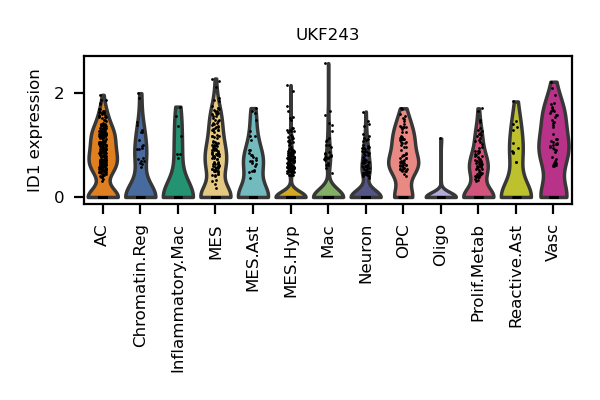 UKF243
ID1 expression
2
0
AC
Chromatin.Reg
Inflammatory.Mac
MES
MES.Ast
MES.Hyp
Mac
Neuron
OPC
Oligo
Prolif.Metab
Reactive.Ast
Vasc